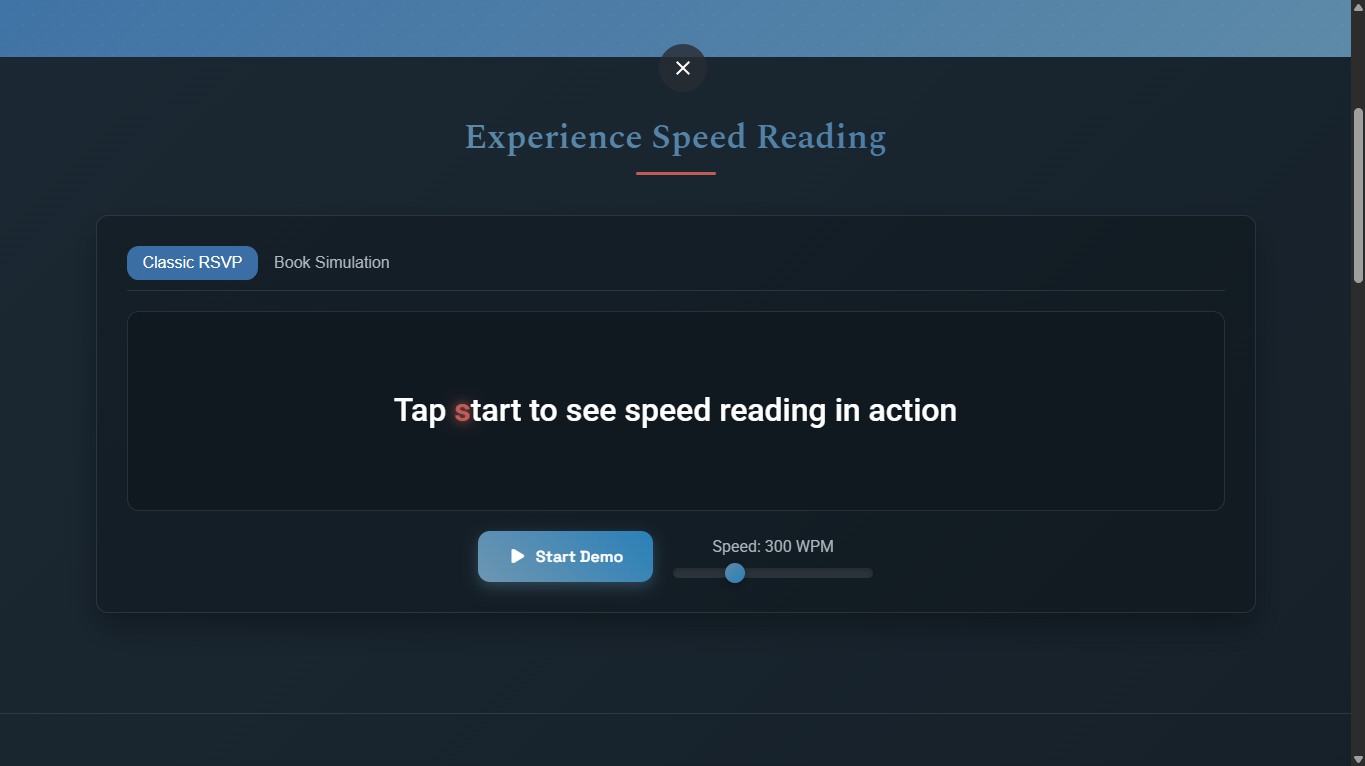 Experience Speed Reading
Classic RSVP
Book Simulation
Tap start to see speed reading in action
Start Demo
Speed: 300 WPM